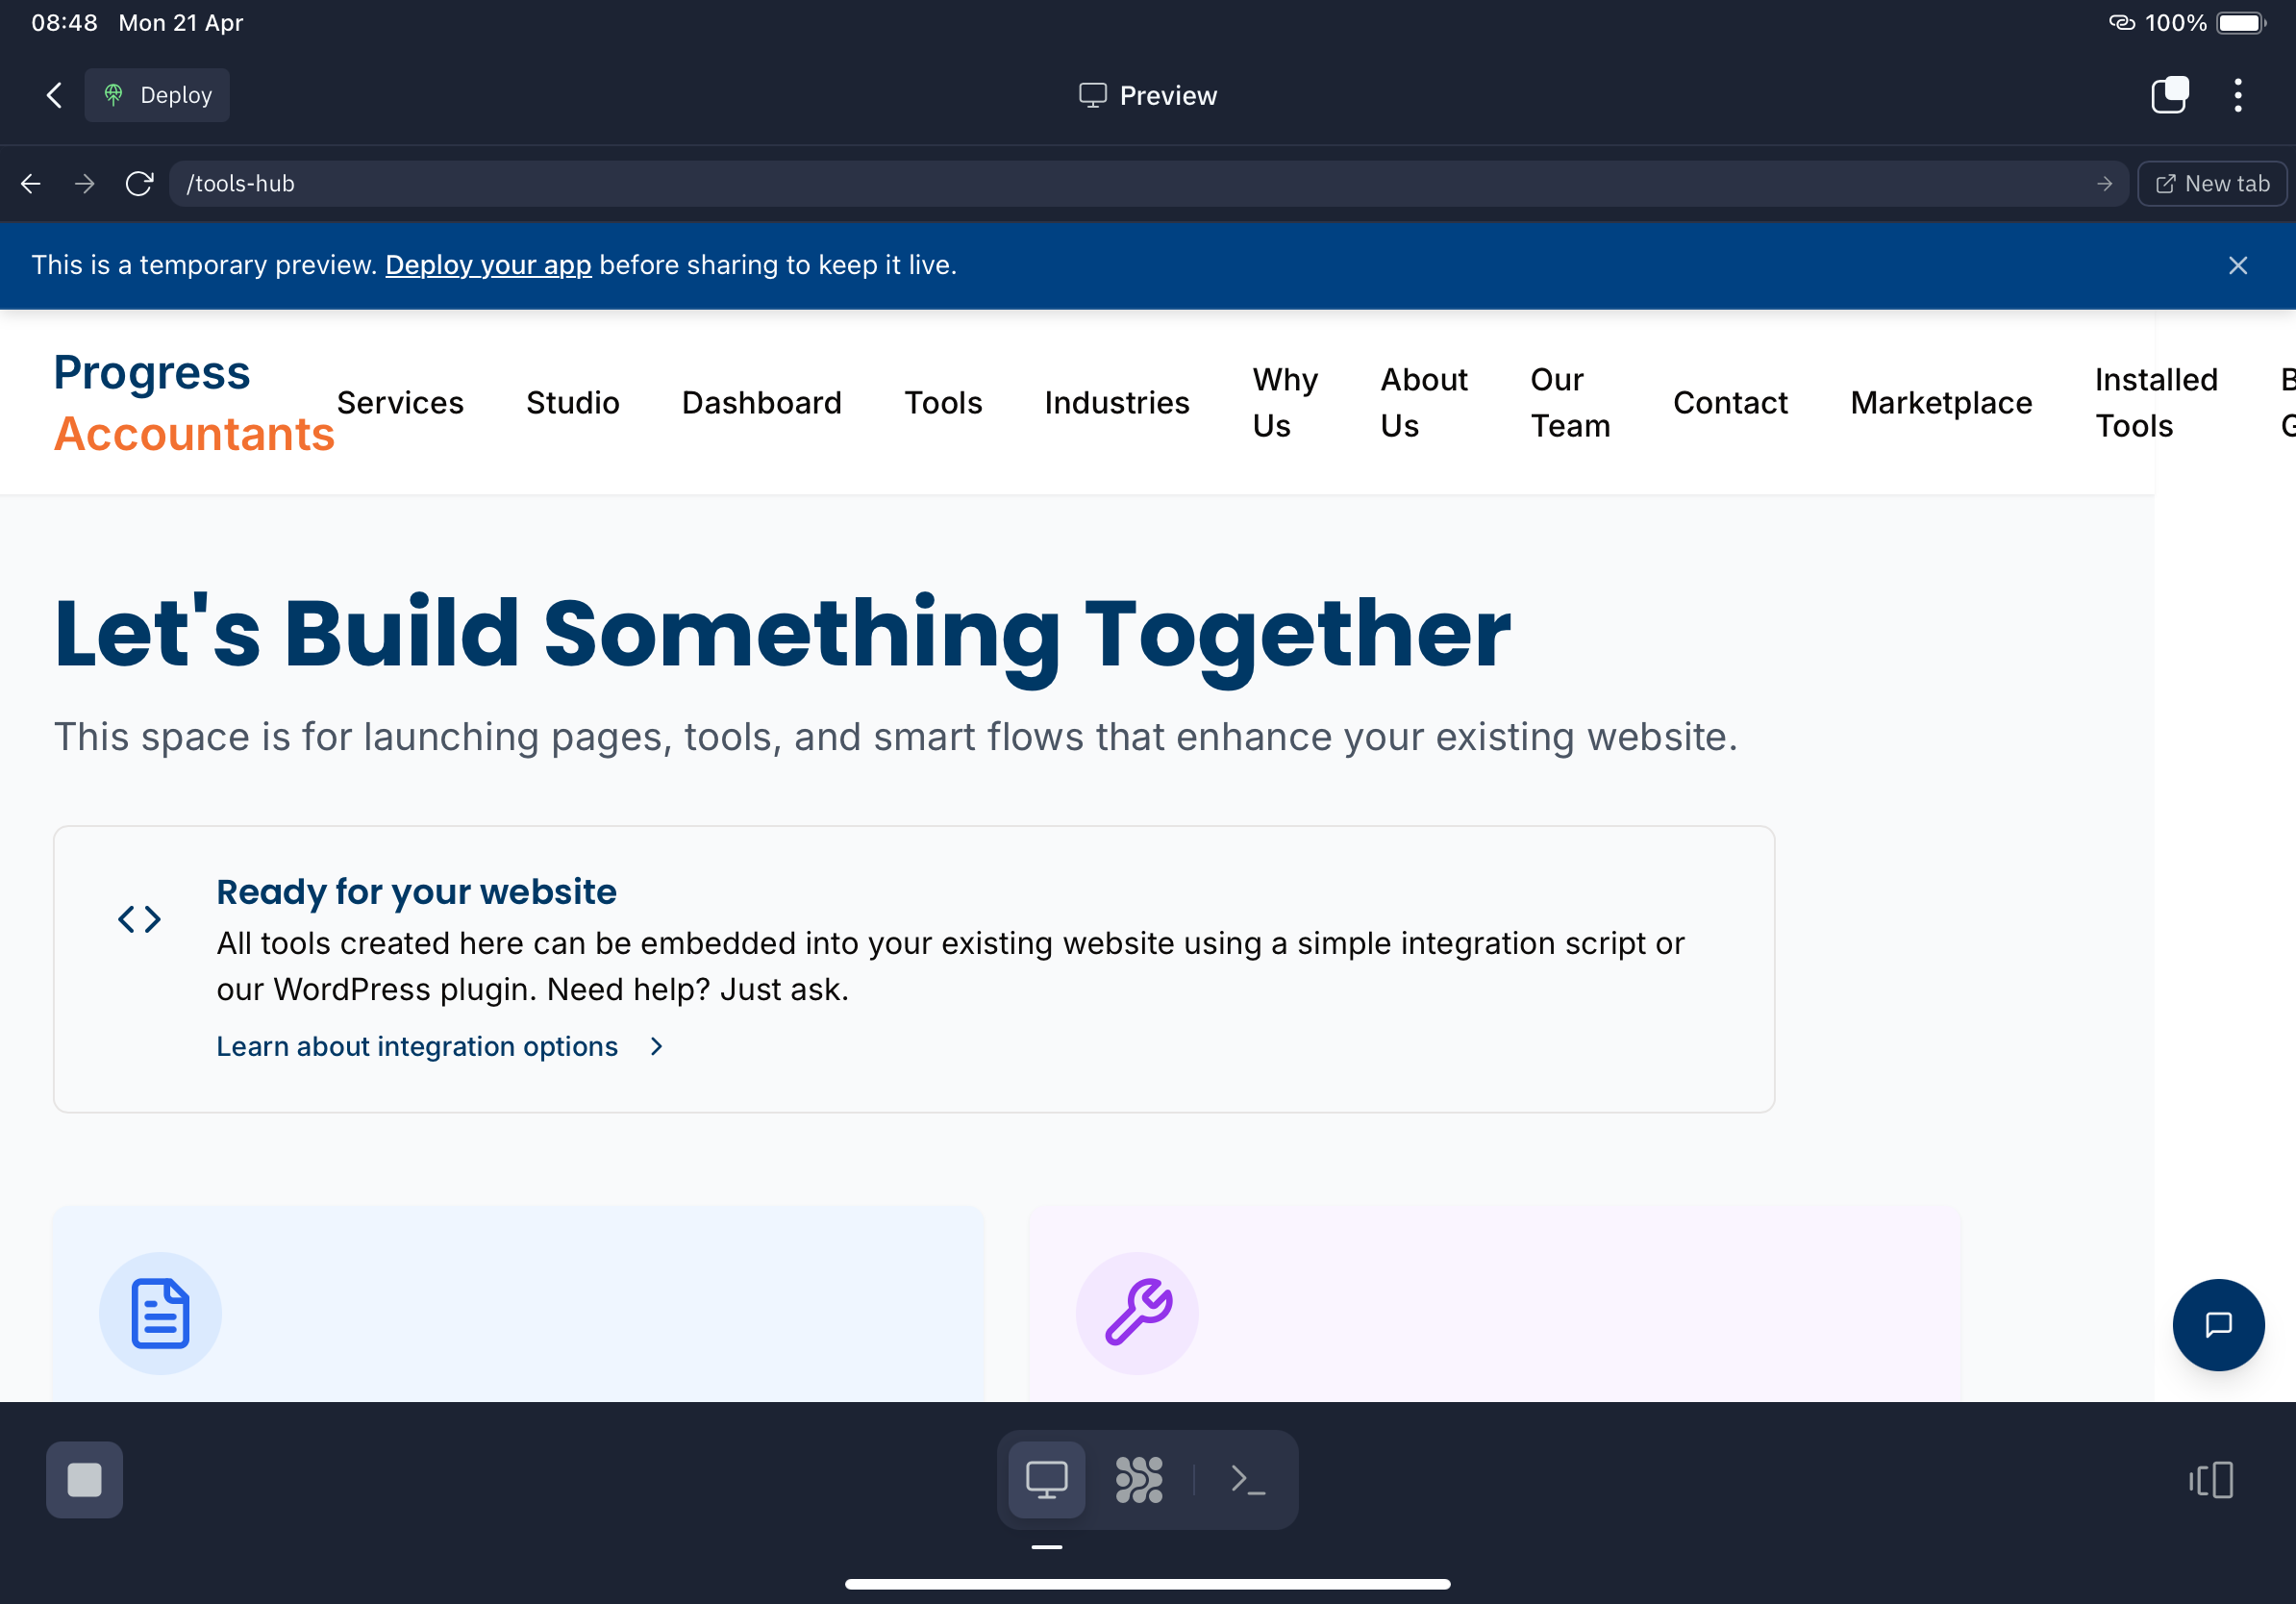 08:48 Mon 21 Apr
100%
Deploy
Preview
/tools-hub
New tab
This is a temporary preview. Deploy your app before sharing to keep it live.
Progress
Accountants
Services
Studio
Dashboard
Tools
Industries
Why
Us
About
Us
Our
Team
Contact
Marketplace
Installed
Tools
Let's Build Something Together
This space is for launching pages, tools, and smart flows that enhance your existing website.
Ready for your website
All tools created here can be embedded into your existing website using a simple integration script or
our WordPress plugin. Need help? Just ask.
Learn about integration options